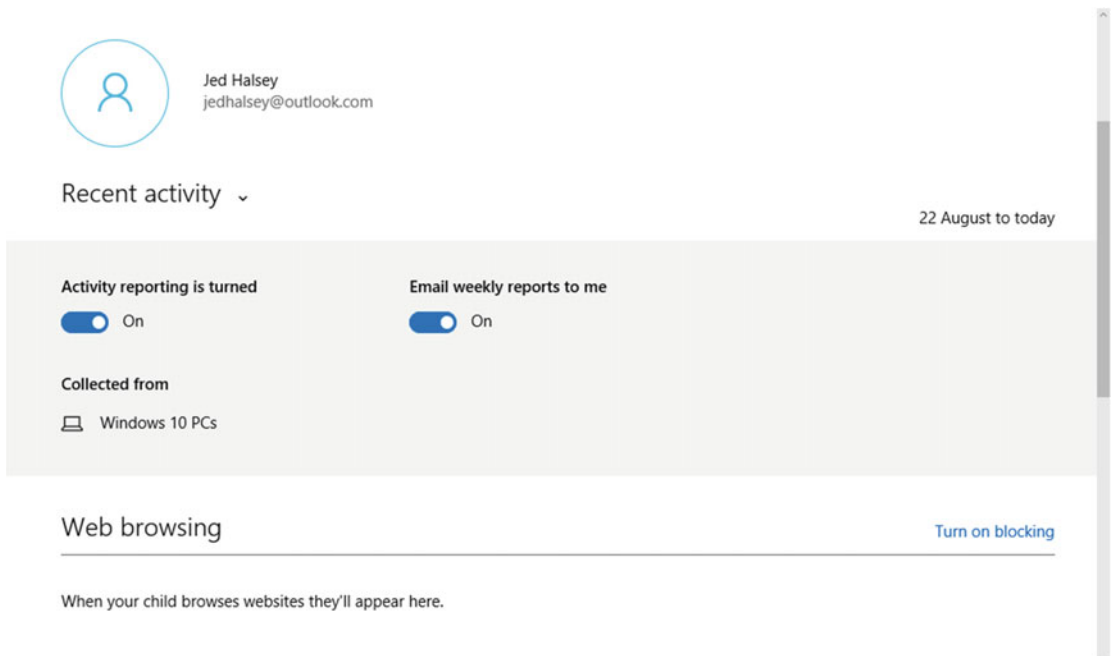 Jed Halsey
jedhalsey@outlook.com
Recent activity
22 August to today
Activity reporting is turned
On
Email weekly reports to me
On
Collected from
Windows 10 PCs
Web browsing
Turn on blocking
When your child browses websites they'll appear here.